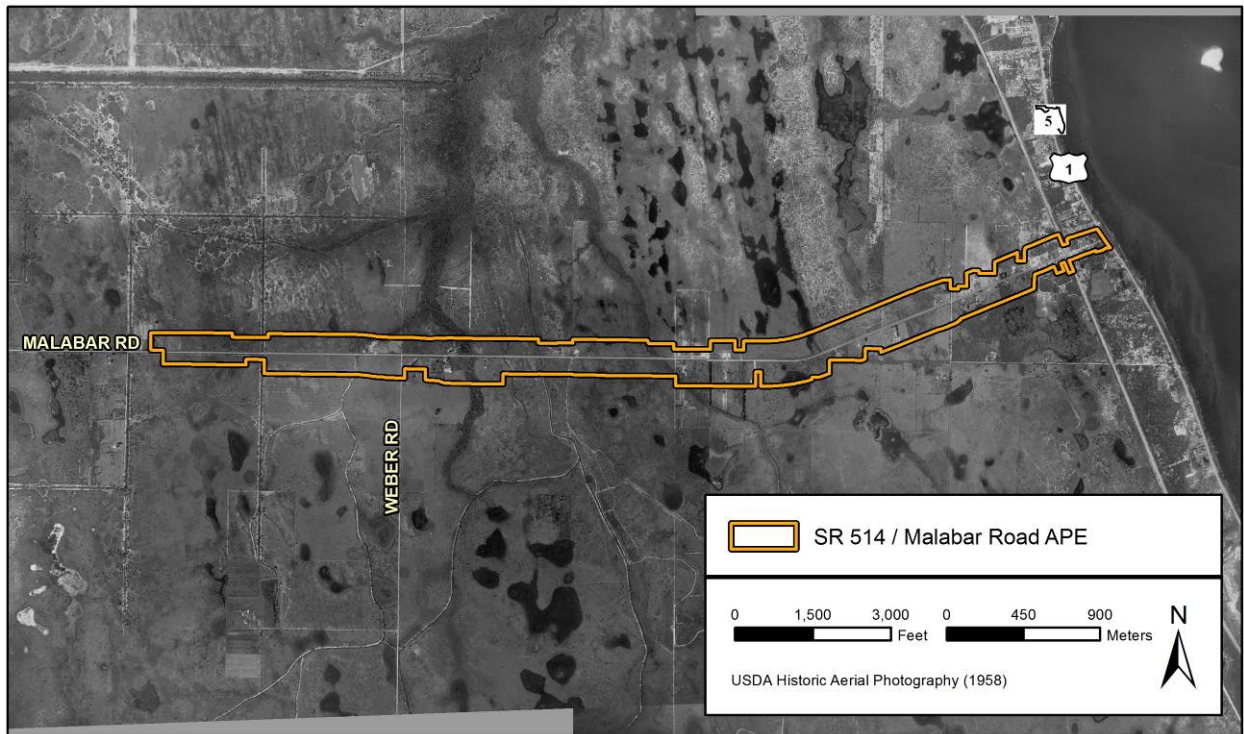 5
1
MALABAR RD
WEBER RD
SR 514 / Malabar Road APE
0 1,500 3,000 0 450 900
Feet Meters
N
USDA Historic Aerial Photography (1958)